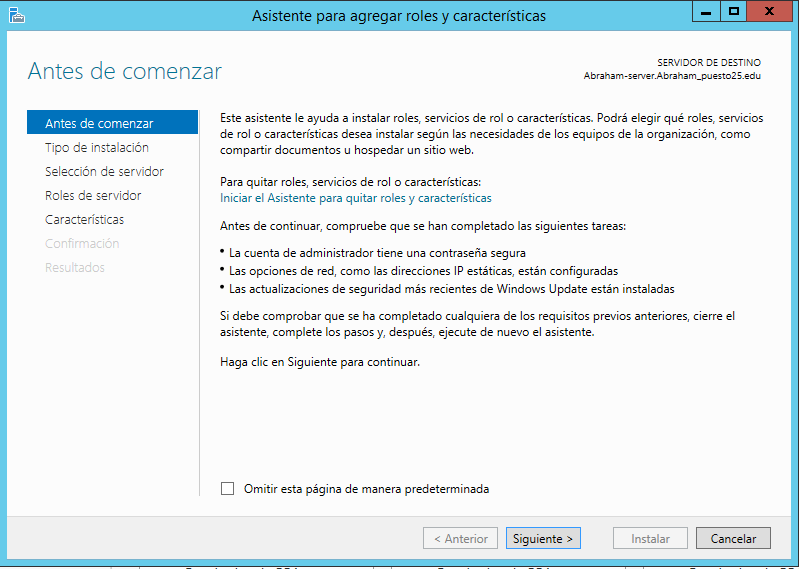 Asistente para agregar roles y características
Antes de comenzar
SERVIDOR DE DESTINO
Abraham-server.Abraham_puesto25.edu
Antes de comenzar
Tipo de instalación
Selección de servidor
Roles de servidor
Características
Confirmación
Resultados
Este asistente le ayuda a instalar roles, servicios de rol o características. Podrá elegir qué roles, servicios
de rol o características desea instalar según las necesidades de los equipos de la organización, como
compartir documentos u hospedar un sitio web.
Para quitar roles, servicios de rol o características:
Iniciar el Asistente para quitar roles y características
Antes de continuar, compruebe que se han completado las siguientes tareas:
• La cuenta de administrador tiene una contraseña segura
• Las opciones de red, como las direcciones IP estáticas, están configuradas
• Las actualizaciones de seguridad más recientes de Windows Update están instaladas
Si debe comprobar que se ha completado cualquiera de los requisitos previos anteriores, cierre el
asistente, complete los pasos y, después, ejecute de nuevo el asistente.
Haga clic en Siguiente para continuar.
Omitir esta página de manera predeterminada
< Anterior
Siguiente >
Instalar
Cancelar